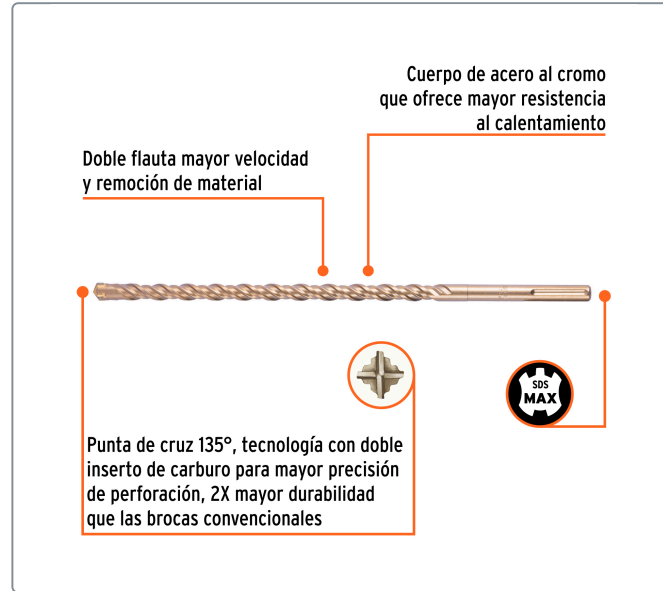 Cuerpo de acero al cromo
que ofrece mayor resistencia
al calentamiento
Doble flauta mayor velocidad
y remoción de material
SDS
MAX
Punta de cruz 135°, tecnología con doble
inserto de carburo para mayor precisión
de perforación, 2X mayor durabilidad
que las brocas convencionales